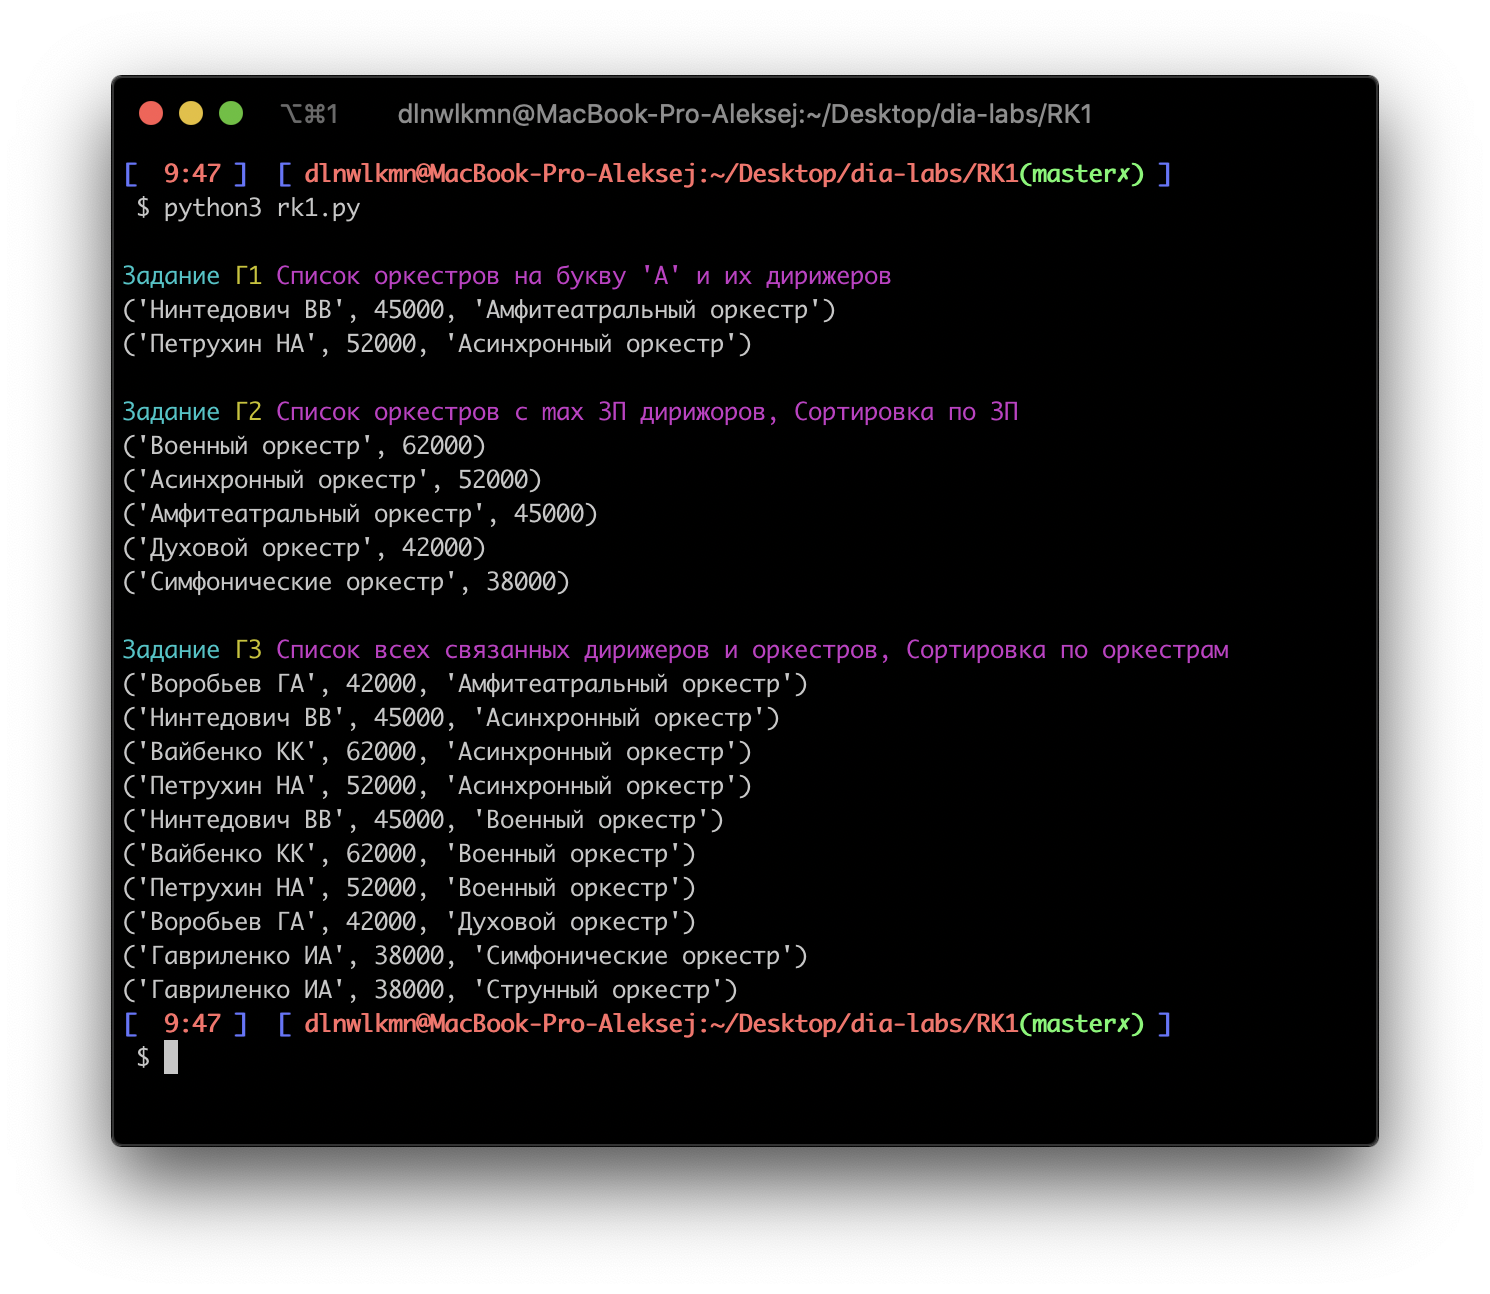 ⌥⌘1 dlnwlkmn@MacBook-Pro-Aleksej:~/Desktop/dia-labs/RK1
[ 9:47 ] [ dlnwlkmn@MacBook-Pro-Aleksej:~/Desktop/dia-labs/RK1(master✗) ]
$ python3 rk1.py
Задание Г1 Список оркестров на букву 'А' и их дирижеров
('Нинтедович ВВ', 45000, 'Амфитеатральный оркестр')
('Петрухин НА', 52000, 'Асинхронный оркестр')
Задание Г2 Список оркестров с max ЗП дирижоров, Сортировка по ЗП
('Военный оркестр', 62000)
('Асинхронный оркестр', 52000)
('Амфитеатральный оркестр', 45000)
('Духовой оркестр', 42000)
('Симфонические оркестр', 38000)
Задание Г3 Список всех связанных дирижеров и оркестров, Сортировка по оркестрам
('Воробьев ГА', 42000, 'Амфитеатральный оркестр')
('Нинтедович ВВ', 45000, 'Асинхронный оркестр')
('Вайбенко КК', 62000, 'Асинхронный оркестр')
('Петрухин НА', 52000, 'Асинхронный оркестр')
('Нинтедович ВВ', 45000, 'Военный оркестр')
('Вайбенко КК', 62000, 'Военный оркестр')
('Петрухин НА', 52000, 'Военный оркестр')
('Воробьев ГА', 42000, 'Духовой оркестр')
('Гавриленко ИА', 38000, 'Симфонические оркестр')
('Гавриленко ИА', 38000, 'Струнный оркестр')
[ 9:47 ] [ dlnwlkmn@MacBook-Pro-Aleksej:~/Desktop/dia-labs/RK1(master✗) ]
$